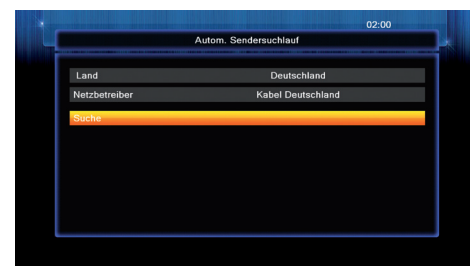 02:00
Autom. Sendersuchlauf
Land Deutschland
Netzbetreiber Kabel Deutschland
Suche